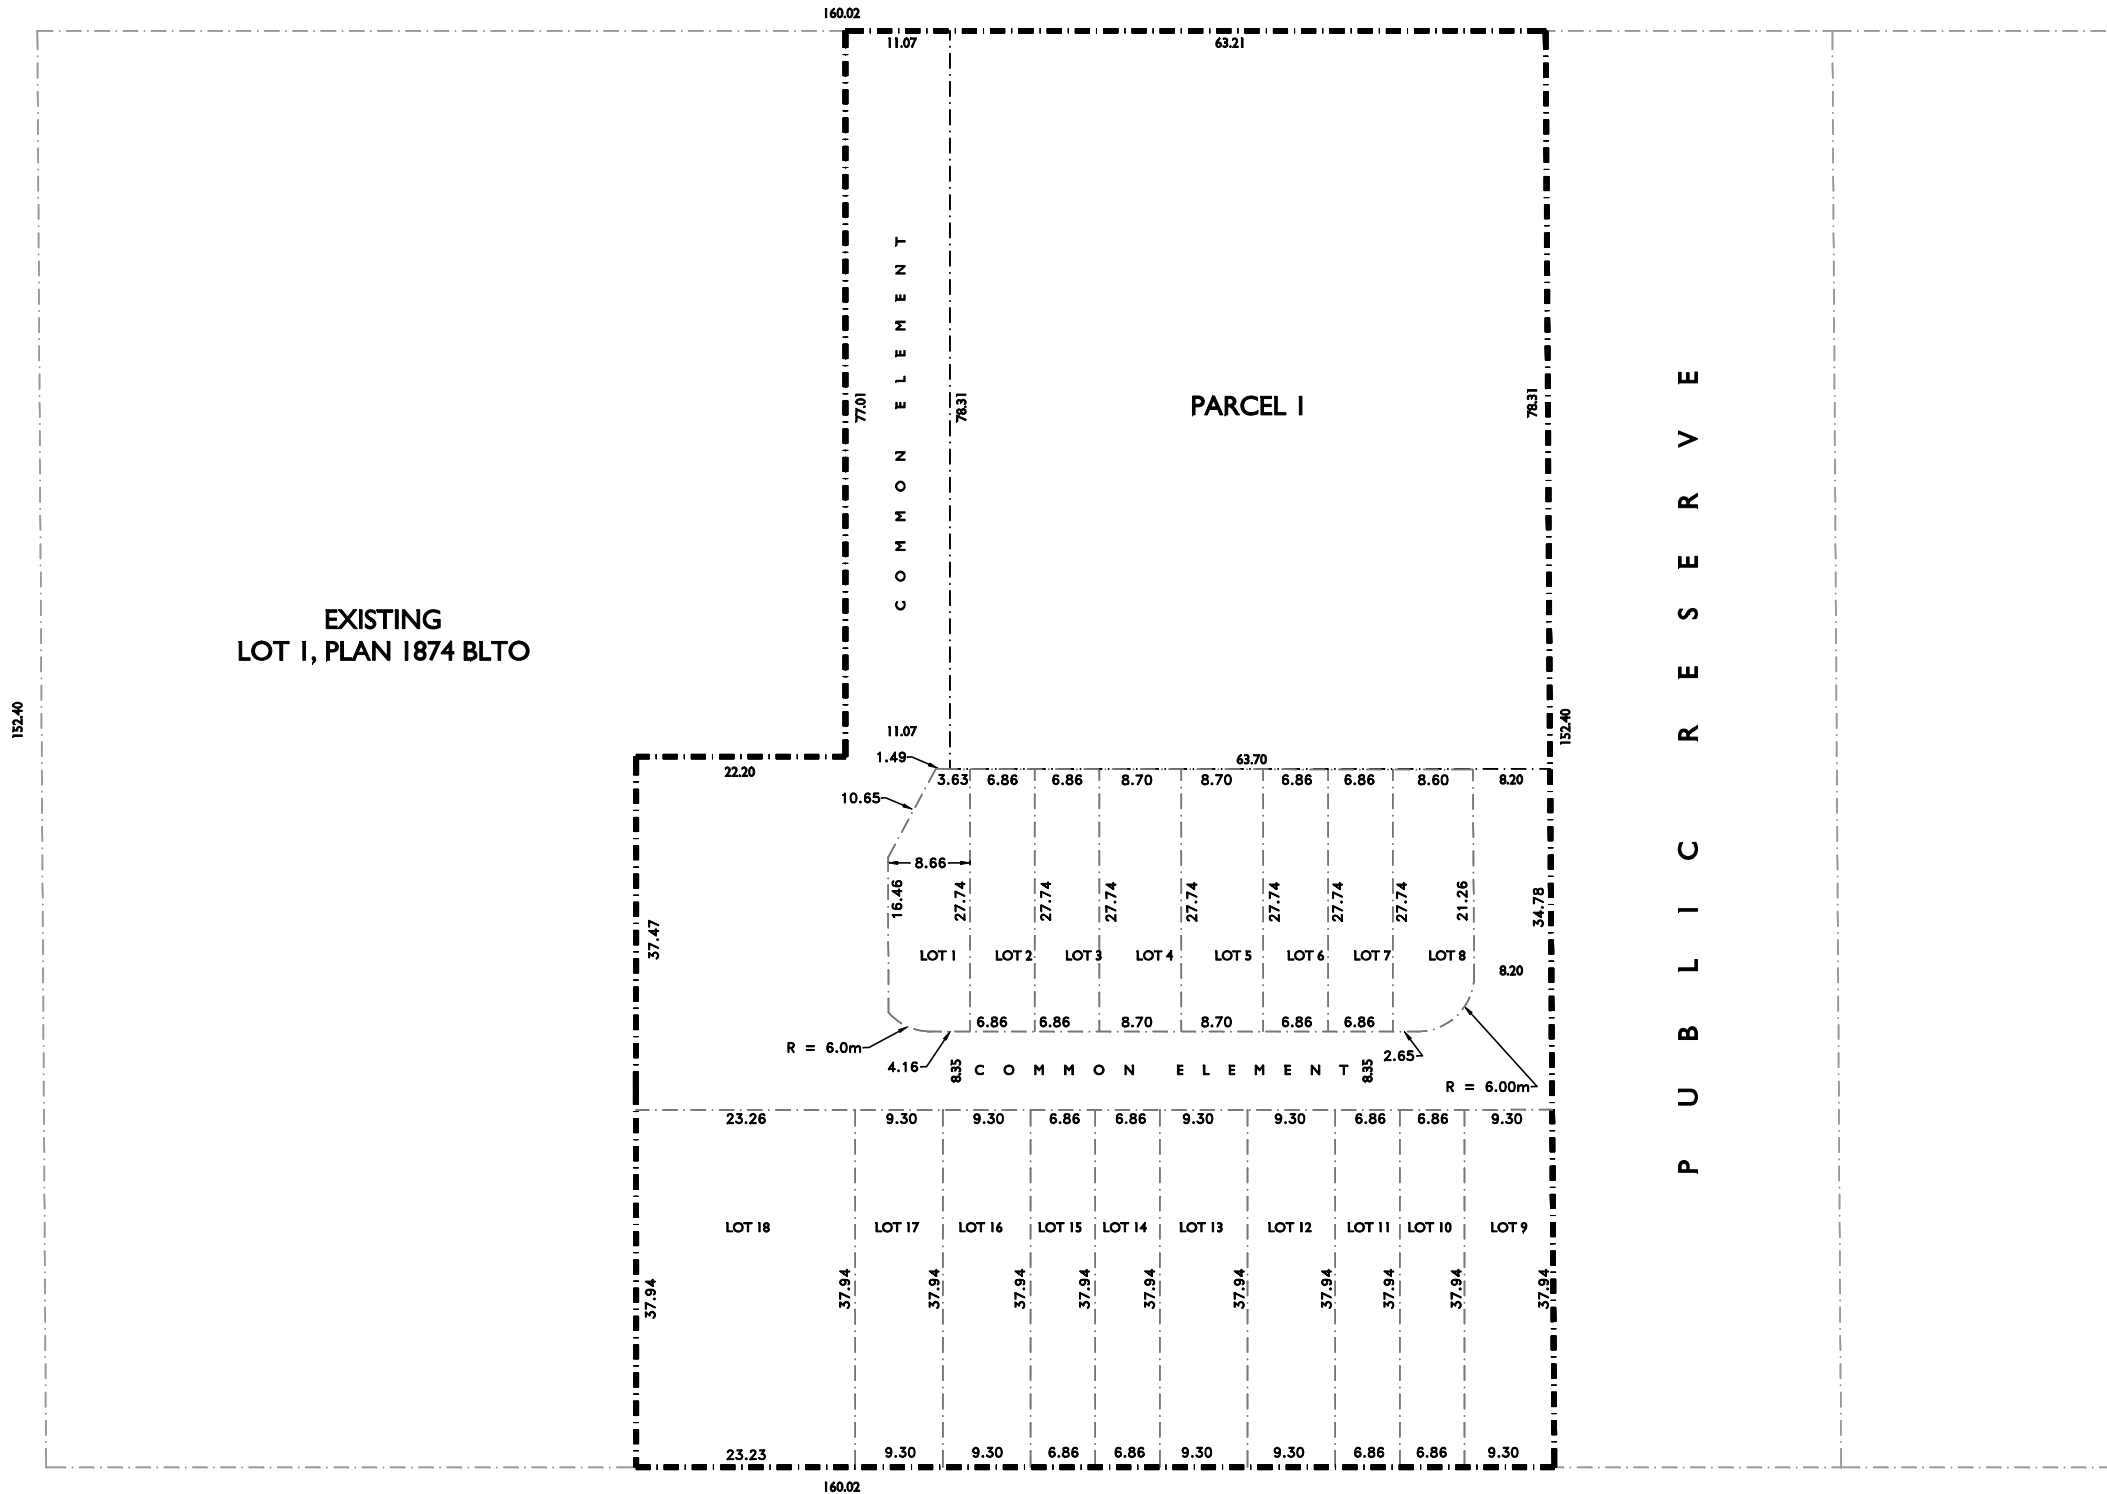 160.02
11.07
63.21
COMMON ELEMENT
77.01
78.31
PARCEL 1
78.31
PUBLIC RESERVE
EXISTING
LOT 1, PLAN 1874 BLTO
152.40
152.40
11.07
1.49
63.70
22.20
3.63
6.86
6.86
8.70
8.70
6.86
6.86
8.60
8.20
10.65
8.66
16.46
27.74
27.74
27.74
27.74
27.74
27.74
27.74
21.26
34.78
37.47
LOT 1
LOT 2
LOT 3
LOT 4
LOT 5
LOT 6
LOT 7
LOT 8
8.20
6.86
6.86
8.70
8.70
6.86
6.86
R = 6.0m
4.16
8.35
COMMON ELEMENT
8.35
2.65
R = 6.00m
23.26
9.30
9.30
6.86
6.86
9.30
9.30
6.86
6.86
9.30
LOT 18
LOT 17
LOT 16
LOT 15
LOT 14
LOT 13
LOT 12
LOT 11
LOT 10
LOT 9
37.94
37.94
37.94
37.94
37.94
37.94
37.94
37.94
37.94
37.94
37.94
23.23
9.30
9.30
6.86
6.86
9.30
9.30
6.86
6.86
9.30
160.02